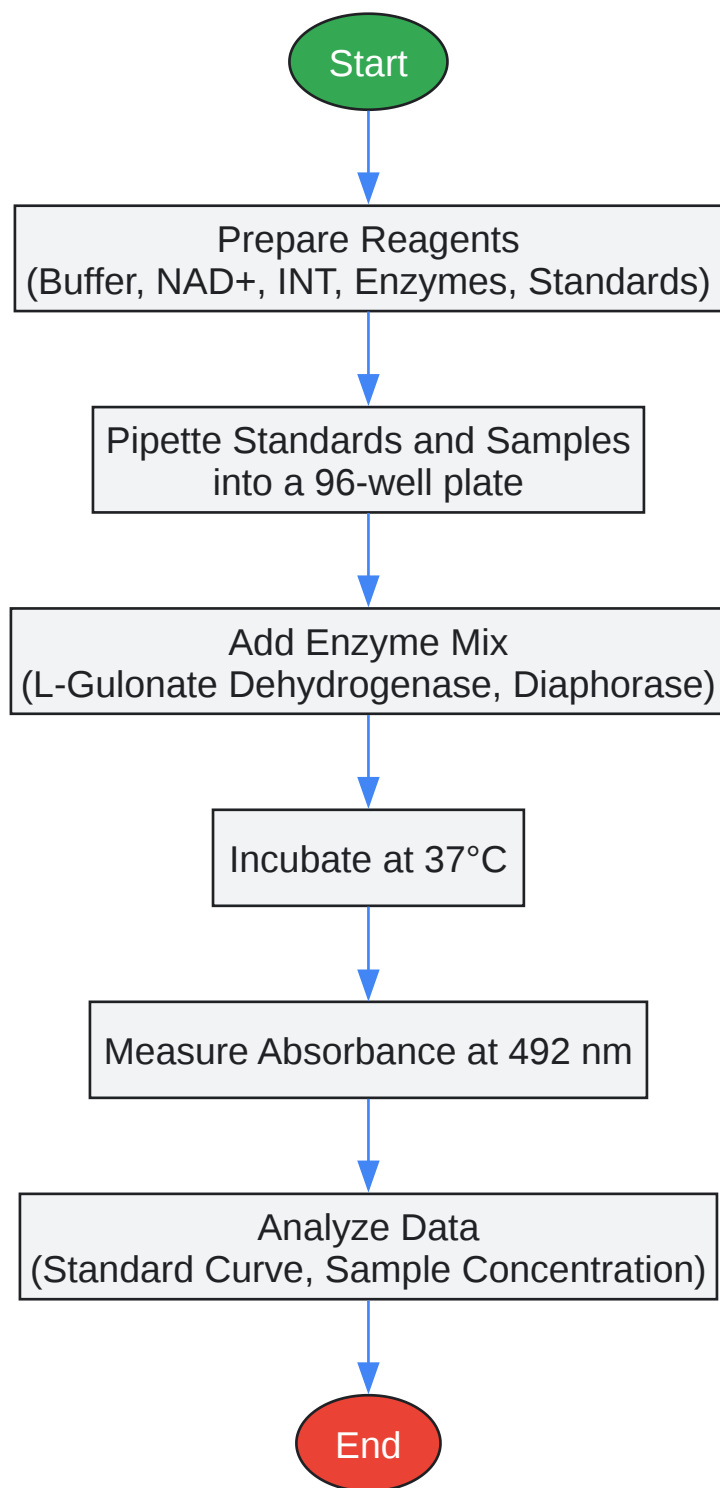 Start
Prepare Reagents
(Buffer, NAD+, INT, Enzymes, Standards)
Pipette Standards and Samples
into a 96-well plate
Add Enzyme Mix
(L-Gulonate Dehydrogenase, Diaphorase)
Incubate at 37°C
Measure Absorbance at 492 nm
Analyze Data
(Standard Curve, Sample Concentration)
End